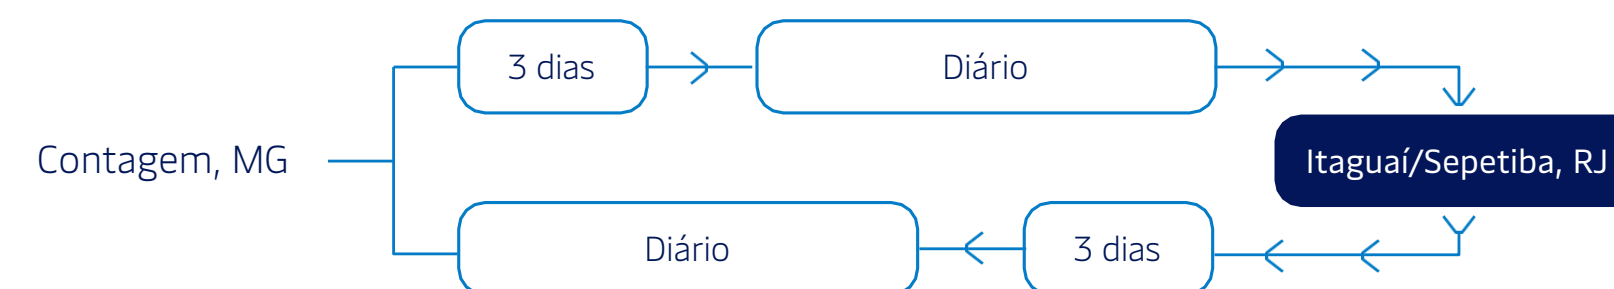 3 dias
Diário
Contagem, MG
Itaguaí/Sepetiba, RJ
Diário
3 dias